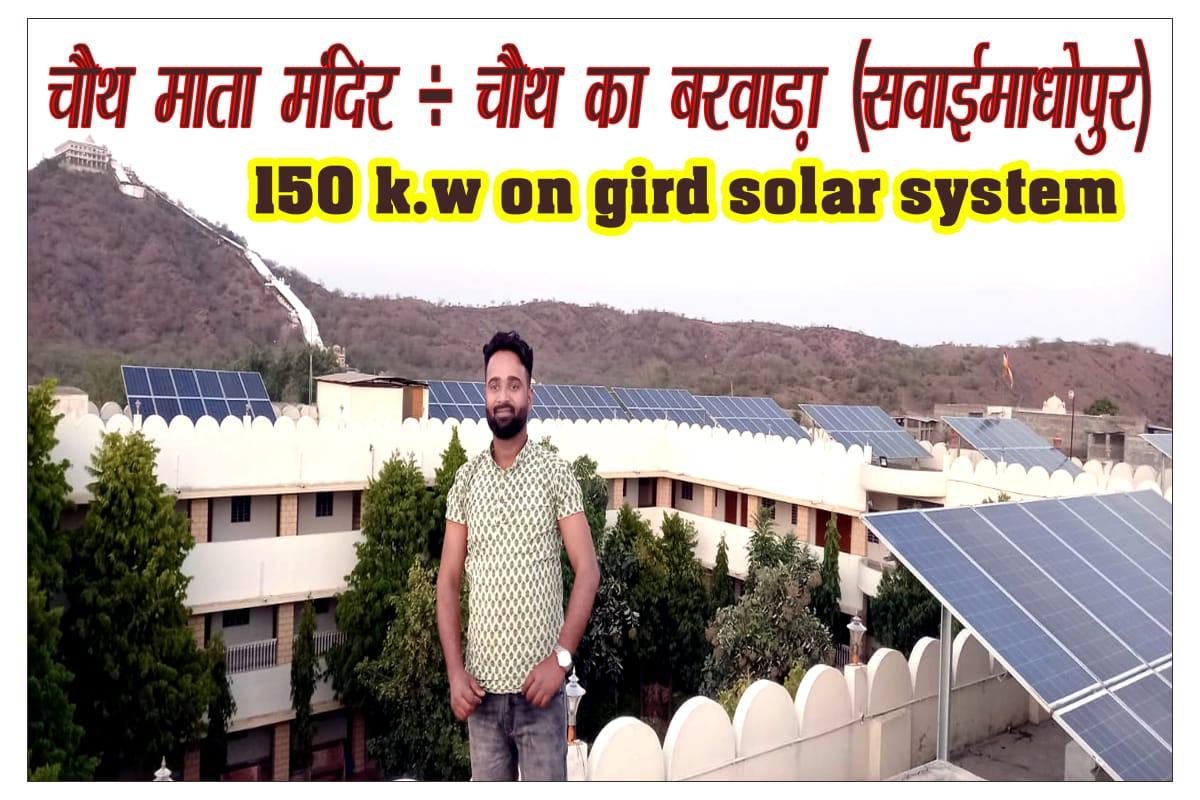 चौथ माता मंदिर ÷ चौथ का बरवाड़ा (सवाईमाधोपुर)
150 k.w on gird solar system